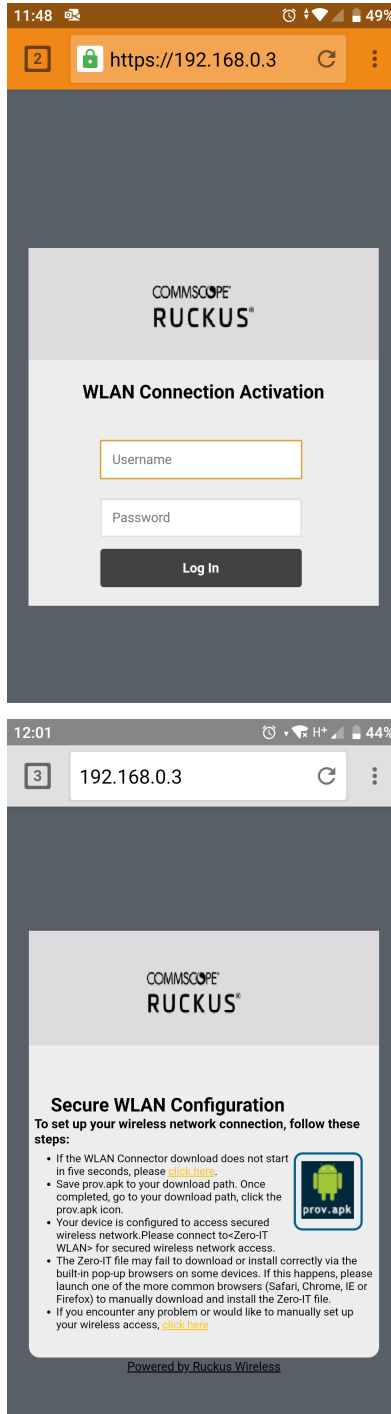 11:48
49%
2
https://192.168.0.3
COMMSCOPE®
RUCKUS®
WLAN Connection Activation
Username
Password
Log In
12:01
H+
44%
3
192.168.0.3
COMMSCOPE®
RUCKUS®
Secure WLAN Configuration
To set up your wireless network connection, follow these
steps:
• If the WLAN Connector download does not start
in five seconds, please click here.
• Save prov.apk to your download path. Once
completed, go to your download path, click the
prov.apk icon.
• Your device is configured to access secured
wireless network.Please connect to<Zero-IT
WLAN> for secured wireless network access.
prov.apk
• The Zero-IT file may fail to download or install correctly via the
built-in pop-up browsers on some devices. If this happens, please
launch one of the more common browsers (Safari, Chrome, IE or
Firefox) to manually download and install the Zero-IT file.
• If you encounter any problem or would like to manually set up
your wireless access, click here
Powered by Ruckus Wireless